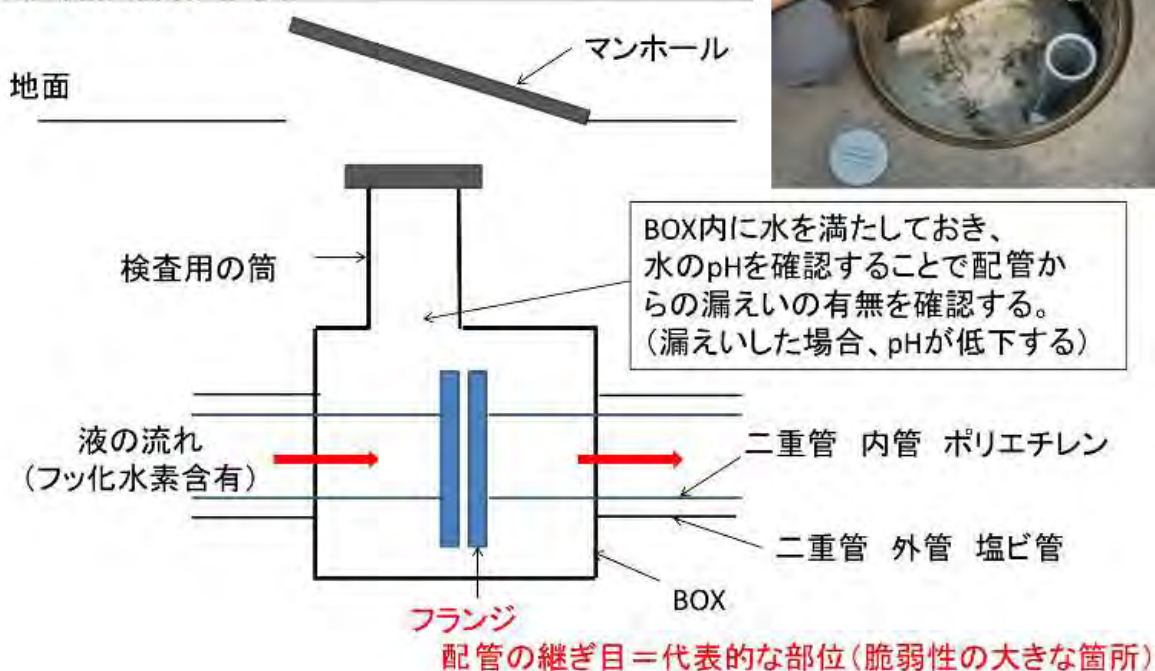 マンホール
地面
BOX内に水を満たしておき、
水のpHを確認することで配管か
らの漏えいの有無を確認する。
（漏えいした場合、pHが低下する）
検査用の筒
液の流れ
（フッ化水素含有）
二重管 内管 ポリエチレン
二重管 外管 塩ビ管
BOX
フランジ
配管の継ぎ目＝代表的な部位（脆弱性の大きな箇所）